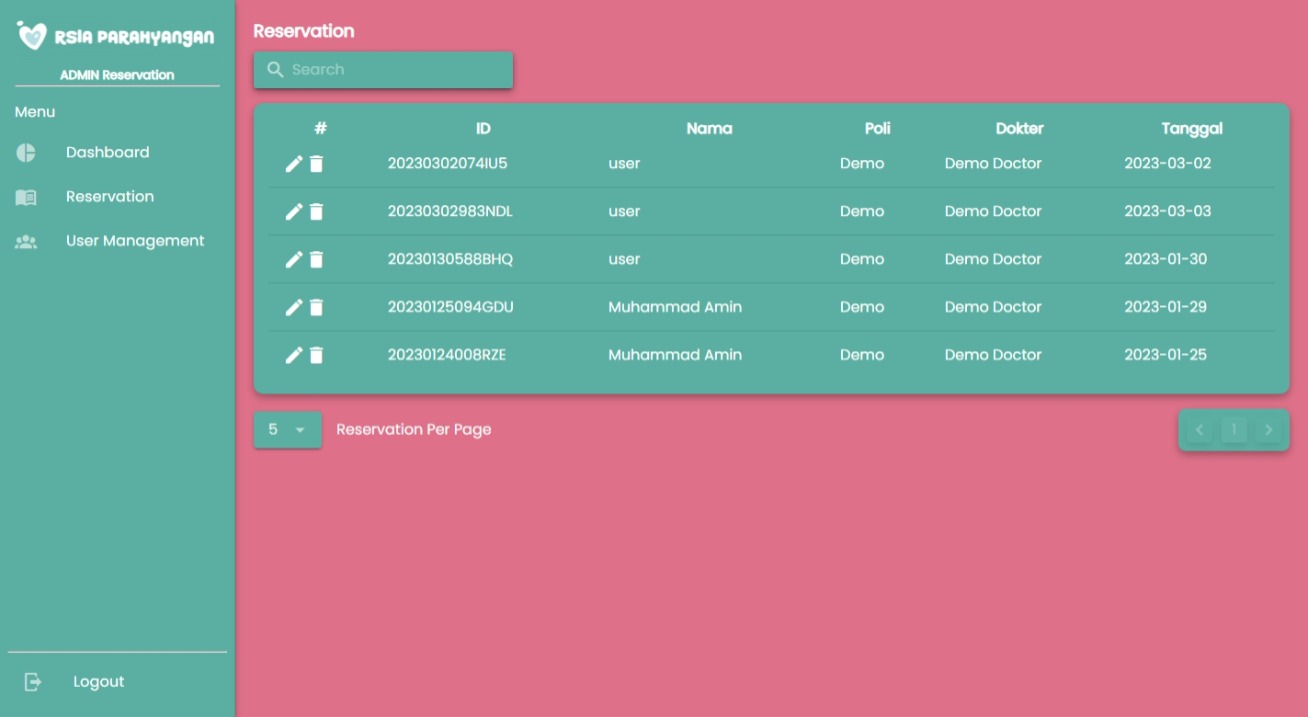 RSIA PARAHYANGAN
ADMIN Reservation
Menu
Dashboard
Reservation
User Management
Logout
Reservation
Search
# ID Nama Poli Dokter Tanggal
20230302074IU5 user Demo Demo Doctor 2023-03-02
20230302983NDL user Demo Demo Doctor 2023-03-03
20230130588BHQ user Demo Demo Doctor 2023-01-30
20230125094GDU Muhammad Amin Demo Demo Doctor 2023-01-29
20230124008RZE Muhammad Amin Demo Demo Doctor 2023-01-25
5 Reservation Per Page 1